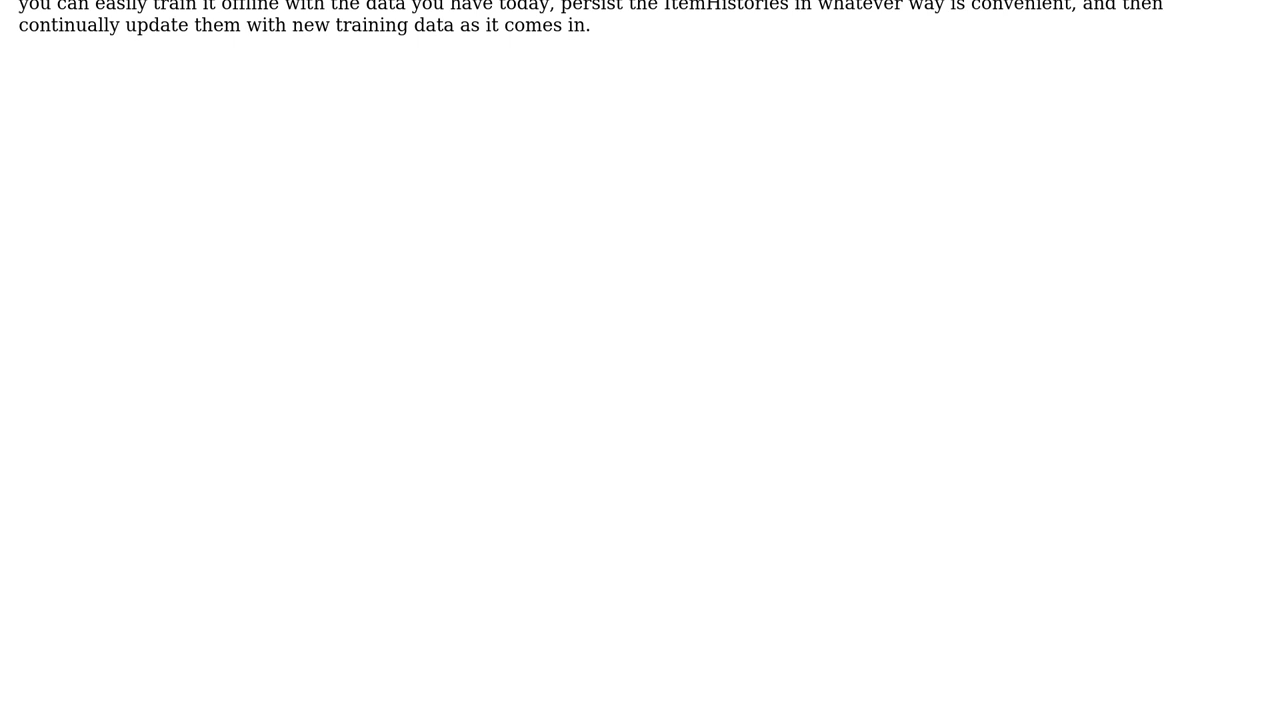 you can easily train it offline with the data you have today, persist the ItemHistories in whatever way is convenient, and then
continually update them with new training data as it comes in.